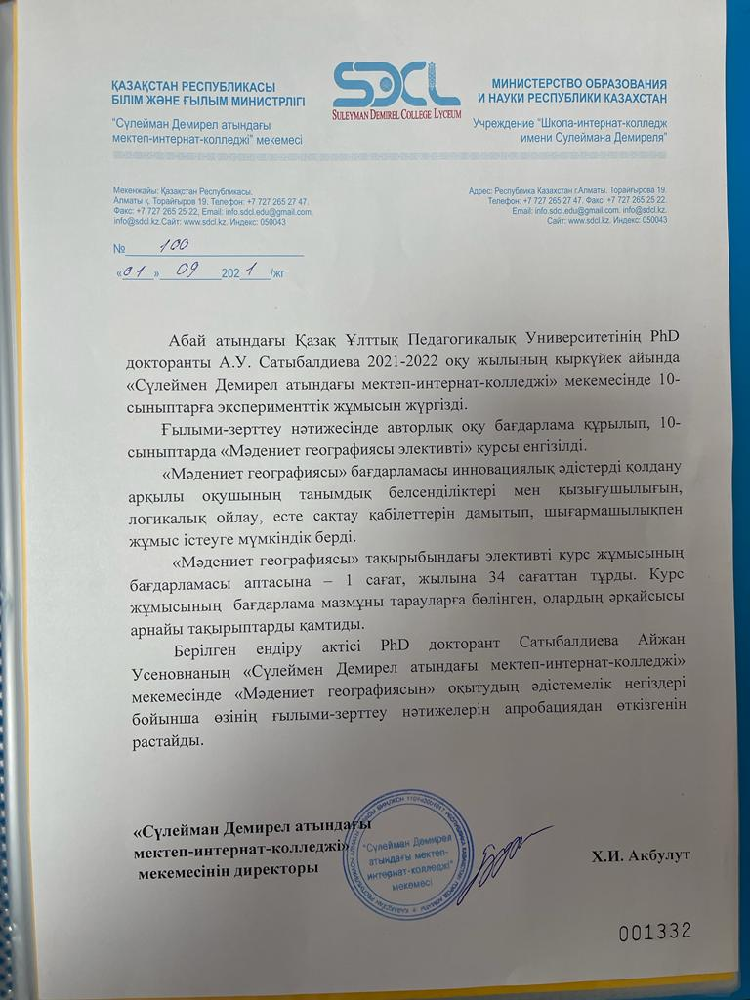 ҚАЗАҚСТАН РЕСПУБЛИКАСЫ
БІЛІМ ЖӘНЕ ҒЫЛЫМ МИНИСТРЛІГІ
"Сүлейман Демирел атындағы
мектеп-интернат-колледжі" мекемесі
SDCL
SULEYMAN DEMIREL COLLEGE LYCEUM
МИНИСТЕРСТВО ОБРАЗОВАНИЯ
И НАУКИ РЕСПУБЛИКИ КАЗАХСТАН
Учреждение "Школа-интернат-колледж
имени Сулеймана Демиреля"
Мекенжайы: Қазақстан Республикасы.
Алматы қ. Торайғыров 19. Телефон: +7 727 265 27 47.
Факс: +7 727 265 25 22, Email: info.sdcl.edu@gmail.com.
info@sdcl.kz.Сайт: www.sdcl.kz. Индекс: 050043
Адрес: Республика Казахстан г.Алматы. Торайгырова 19.
Телефон: +7 727 265 27 47. Факс: +7 727 265 25 22.
Email: info.sdcl.edu@gmail.com. info@sdcl.kz.
Сайт: www.sdcl.kz. Индекс: 050043
№ 100
«01» 09 2021/жг
Абай атындағы Қазақ Ұлттық Педагогикалық Университетінің PhD
докторанты А.У. Сатыбалдиева 2021-2022 оқу жылының қыркүйек айында
«Сүлеймен Демирел атындағы мектеп-интернат-колледжі» мекемесінде 10-
сыныптарға эксперименттік жұмысын жүргізді.
Ғылыми-зерттеу нәтижесінде авторлық оқу бағдарлама құрылып, 10-
сыныптарда «Мәдениет географиясы элективті» курсы енгізілді.
«Мәдениет географиясы» бағдарламасы инновациялық әдістерді қолдану
арқылы оқушының танымдық белсенділіктері мен қызығушылығын,
логикалық ойлау, есте сақтау қабілеттерін дамытып, шығармашылықпен
жұмыс істеуге мүмкіндік берді.
«Мәдениет географиясы» тақырыбындағы элективті курс жұмысының
бағдарламасы аптасына – 1 сағат, жылына 34 сағаттан тұрды. Курс
жұмысының бағдарлама мазмұны тарауларға бөлінген, олардың әрқайсысы
арнайы тақырыптарды қамтиды.
Берілген ендіру актісі PhD докторант Сатыбалдиева Айжан
Усеновнаның «Сүлеймен Демирел атындағы мектеп-интернат-колледжі»
мекемесінде «Мәдениет географиясын» оқытудың әдістемелік негіздері
бойынша өзінің ғылыми-зерттеу нәтижелерін апробациядан өткізгенін
растайды.
«Сүлейман Демирел атындағы
мектеп-интернат-колледжі»
мекемесінің директоры
"Сүлейман Демирел
атындағы мектеп-
интернат-колледжі"
мекемесі
Х.И. Акбулут
001332